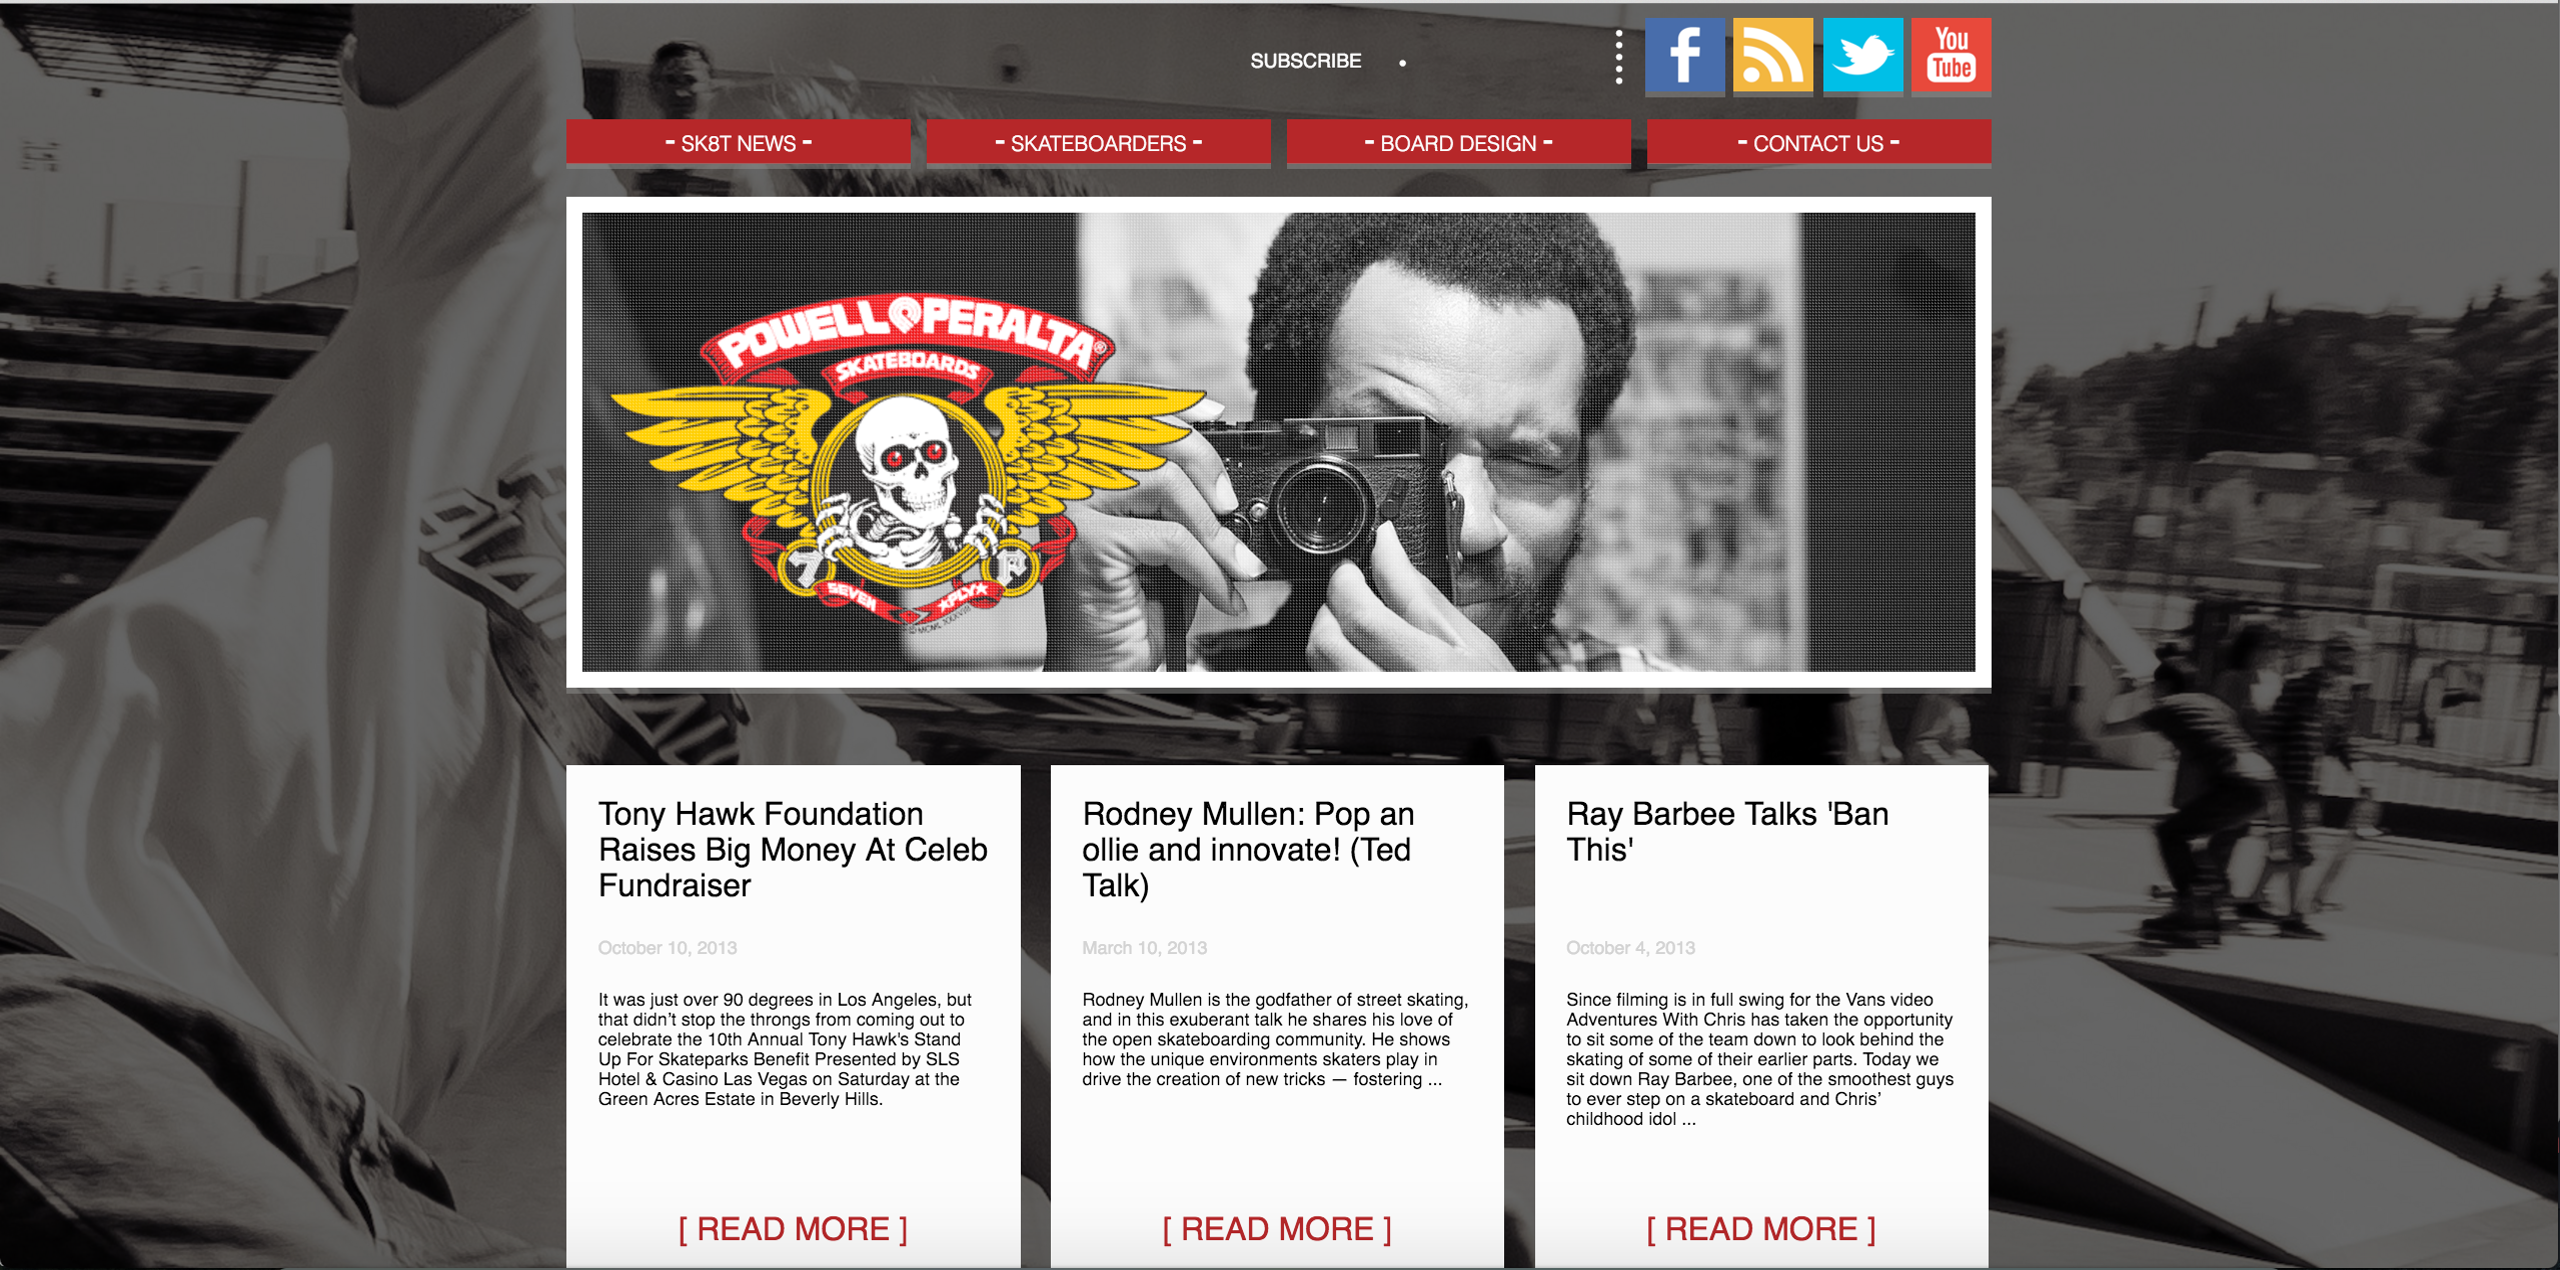 SUBSCRIBE
You
Tube
- SK8T NEWS -
- SKATEBOARDERS -
- BOARD DESIGN -
- CONTACT US -
POWELL PERALTA®
SKATEBOARDS
SEVEN
PLY
Tony Hawk Foundation
Raises Big Money At Celeb
Fundraiser
October 10, 2013
It was just over 90 degrees in Los Angeles, but
that didn’t stop the throngs from coming out to
celebrate the 10th Annual Tony Hawk's Stand
Up For Skateparks Benefit Presented by SLS
Hotel & Casino Las Vegas on Saturday at the
Green Acres Estate in Beverly Hills.
[ READ MORE ]
Rodney Mullen: Pop an
ollie and innovate! (Ted
Talk)
March 10, 2013
Rodney Mullen is the godfather of street skating,
and in this exuberant talk he shares his love of
the open skateboarding community. He shows
how the unique environments skaters play in
drive the creation of new tricks — fostering ...
[ READ MORE ]
Ray Barbee Talks 'Ban
This'
October 4, 2013
Since filming is in full swing for the Vans video
Adventures With Chris has taken the opportunity
to sit some of the team down to look behind the
skating of some of their earlier parts. Today we
sit down Ray Barbee, one of the smoothest guys
to ever step on a skateboard and Chris’
childhood idol ...
[ READ MORE ]